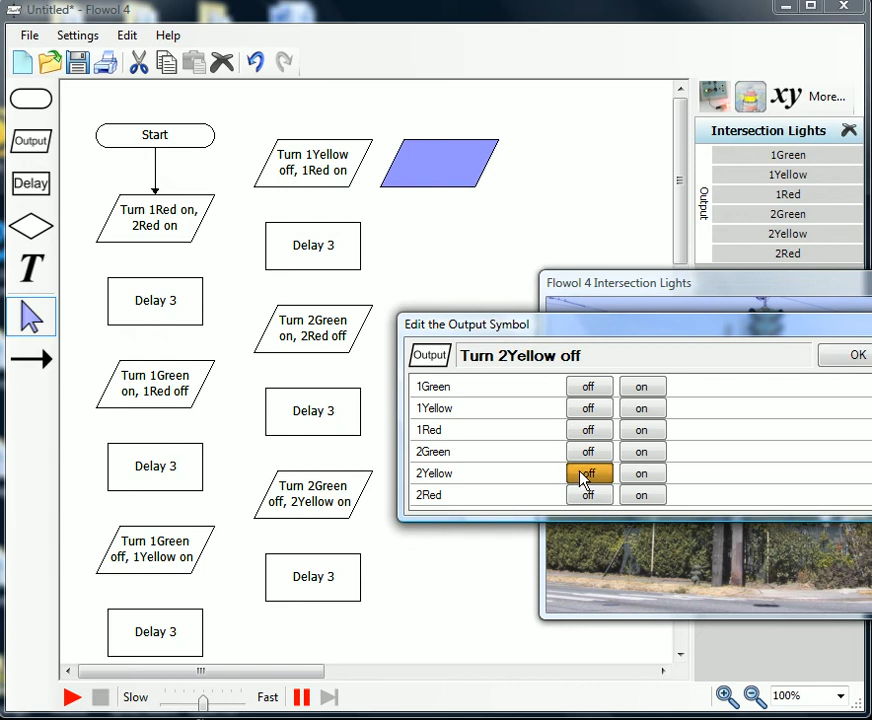 Untitled* - Flowol 4
File Settings Edit Help
Output
Delay
T
Start
Turn 1Red on,
2Red on
Delay 3
Turn 1Green
on, 1Red off
Delay 3
Turn 1Green
off, 1Yellow on
Delay 3
Turn 1Yellow
off, 1Red on
Delay 3
Turn 2Green
on, 2Red off
Delay 3
Turn 2Green
off, 2Yellow on
Delay 3
xy More...
Intersection Lights
Output
1Green
1Yellow
1Red
2Green
2Yellow
2Red
Flowol 4 Intersection Lights
Edit the Output Symbol
Output Turn 2Yellow off OK
1Green off on
1Yellow off on
1Red off on
2Green off on
2Yellow off on
2Red off on
Slow Fast
100%